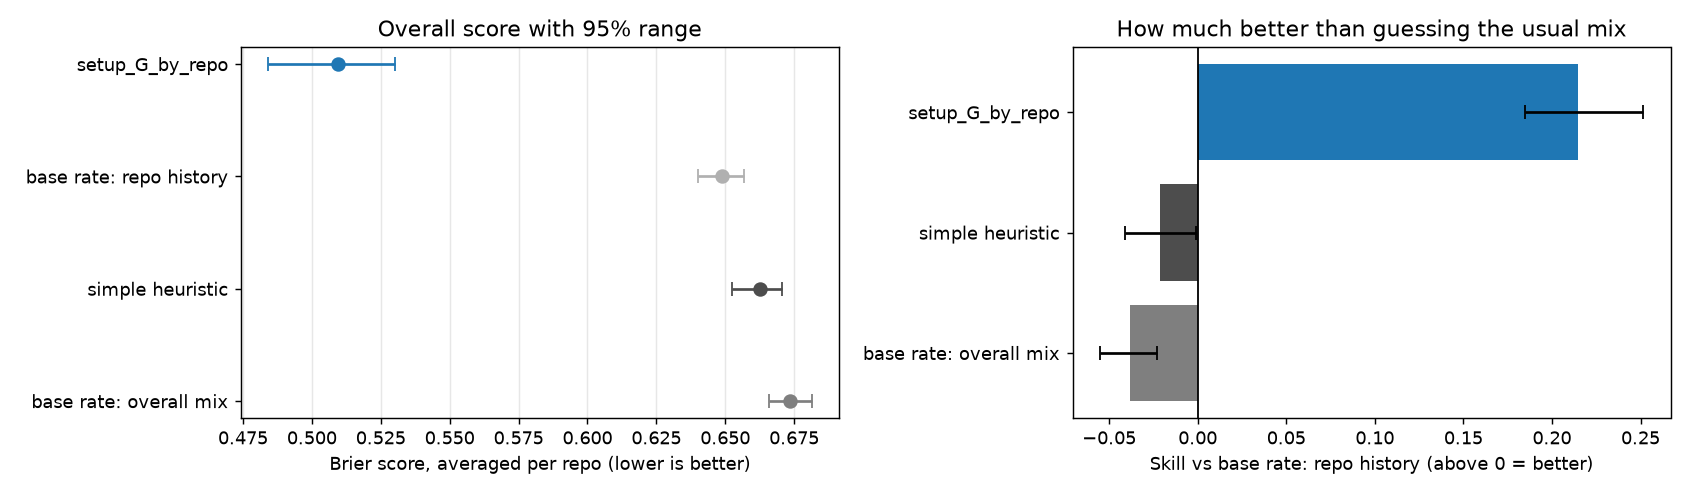 Overall score with 95% range
setup_G_by_repo
base rate: repo history
simple heuristic
base rate: overall mix
0.475 0.500 0.525 0.550 0.575 0.600 0.625 0.650 0.675
Brier score, averaged per repo (lower is better)
How much better than guessing the usual mix
setup_G_by_repo
simple heuristic
base rate: overall mix
−0.05 0.00 0.05 0.10 0.15 0.20 0.25
Skill vs base rate: repo history (above 0 = better)